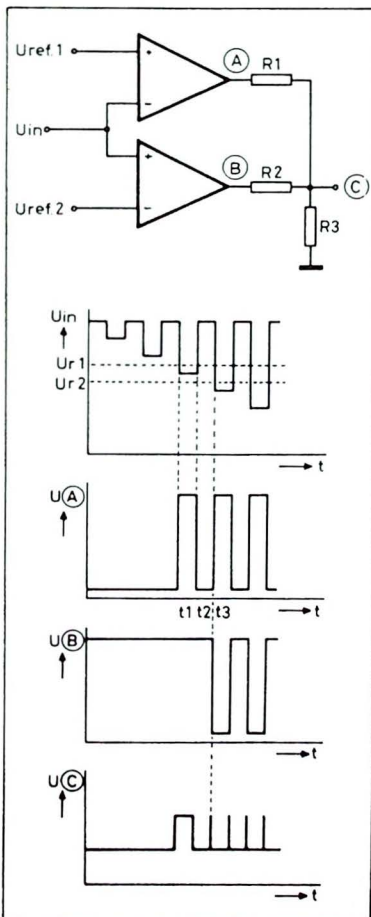 Uref.1
+
A
R1
-
Uin
+
B
R2
C
Uref.2
-
R3
Uin
Ur 1
Ur 2
t
U A
t1 t2 t3
t
U B
t
U C
t